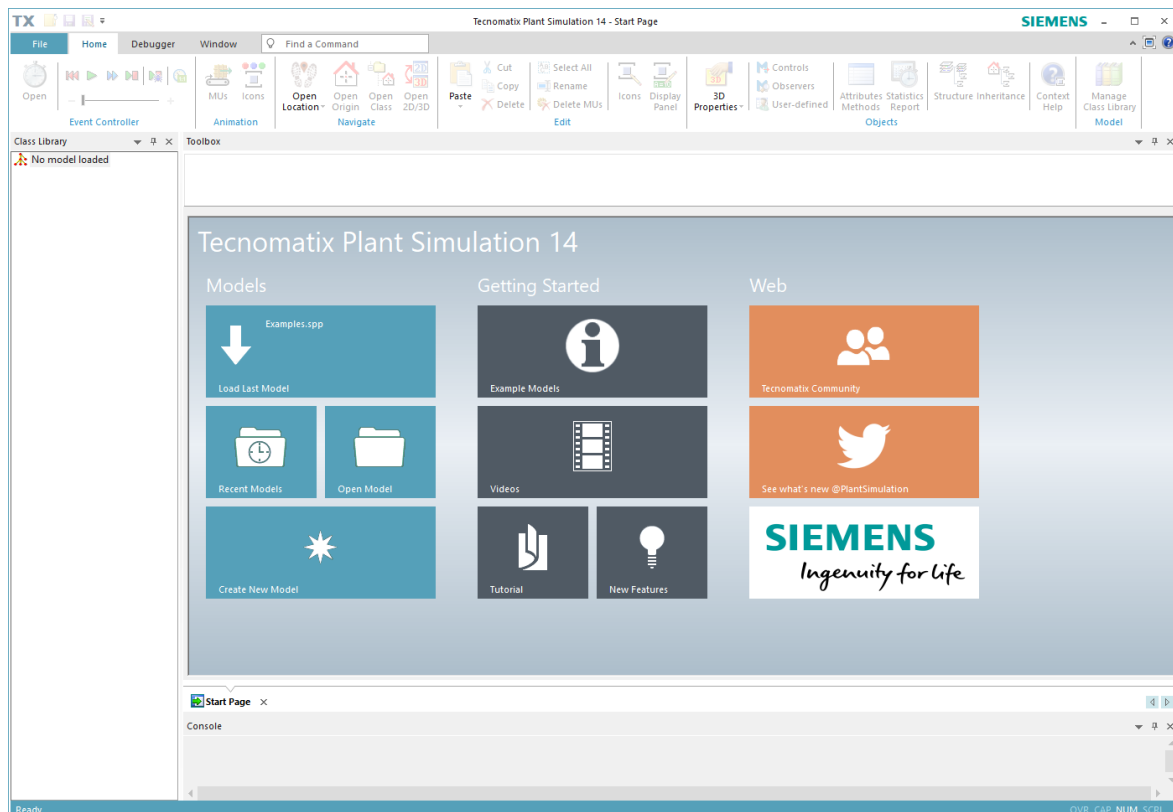 TX
Tecnomatix Plant Simulation 14 - Start Page
SIEMENS
File Home Debugger Window Find a Command
Open
Event Controller
MUs Icons
Animation
Open Location Open Origin Open Class Open 2D/3D
Navigate
Paste Cut Copy Delete Select All Rename Delete MUs Icons Display Panel
Edit
3D Properties Controls Observers User-defined Attributes Methods Statistics Report Structure Inheritance Context Help
Objects
Manage Class Library
Model
Class Library
No model loaded
Toolbox
Tecnomatix Plant Simulation 14
Models
Examples.spp
Load Last Model
Recent Models
Open Model
Create New Model
Getting Started
Example Models
Videos
Tutorial
New Features
Web
Tecnomatix Community
See what's new @PlantSimulation
SIEMENS
Ingenuity for life
Start Page
Console
Ready
OVR CAP NUM SCRL